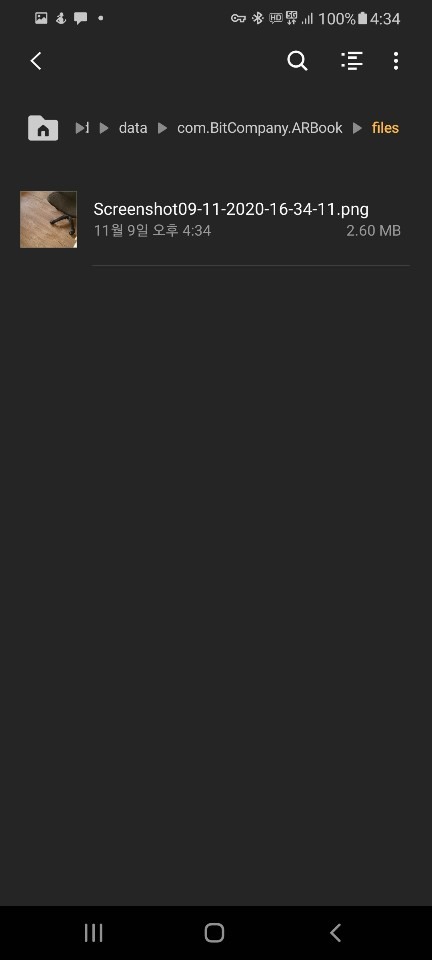 100% 4:34
data com.BitCompany.ARBook files
Screenshot09-11-2020-16-34-11.png
11월 9일 오후 4:34 2.60 MB